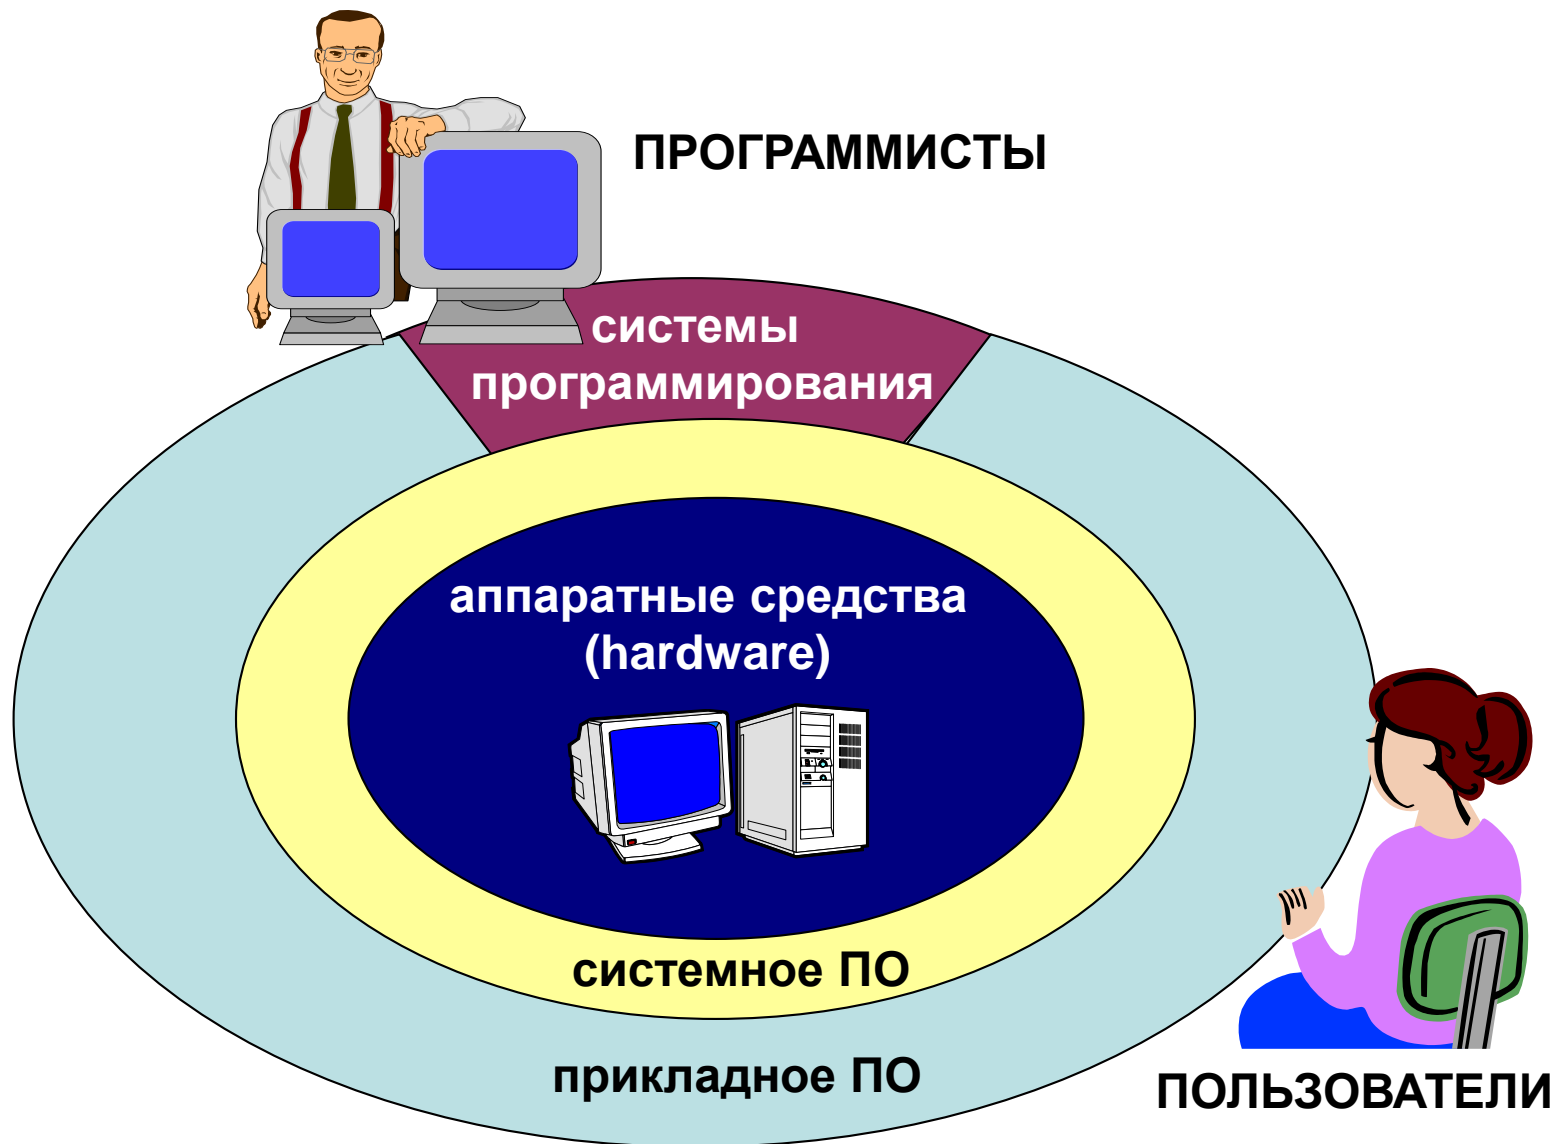 ПРОГРАММИСТЫ
системы
программирования
аппаратные средства
(hardware)
системное ПО
прикладное ПО
ПОЛЬЗОВАТЕЛИ